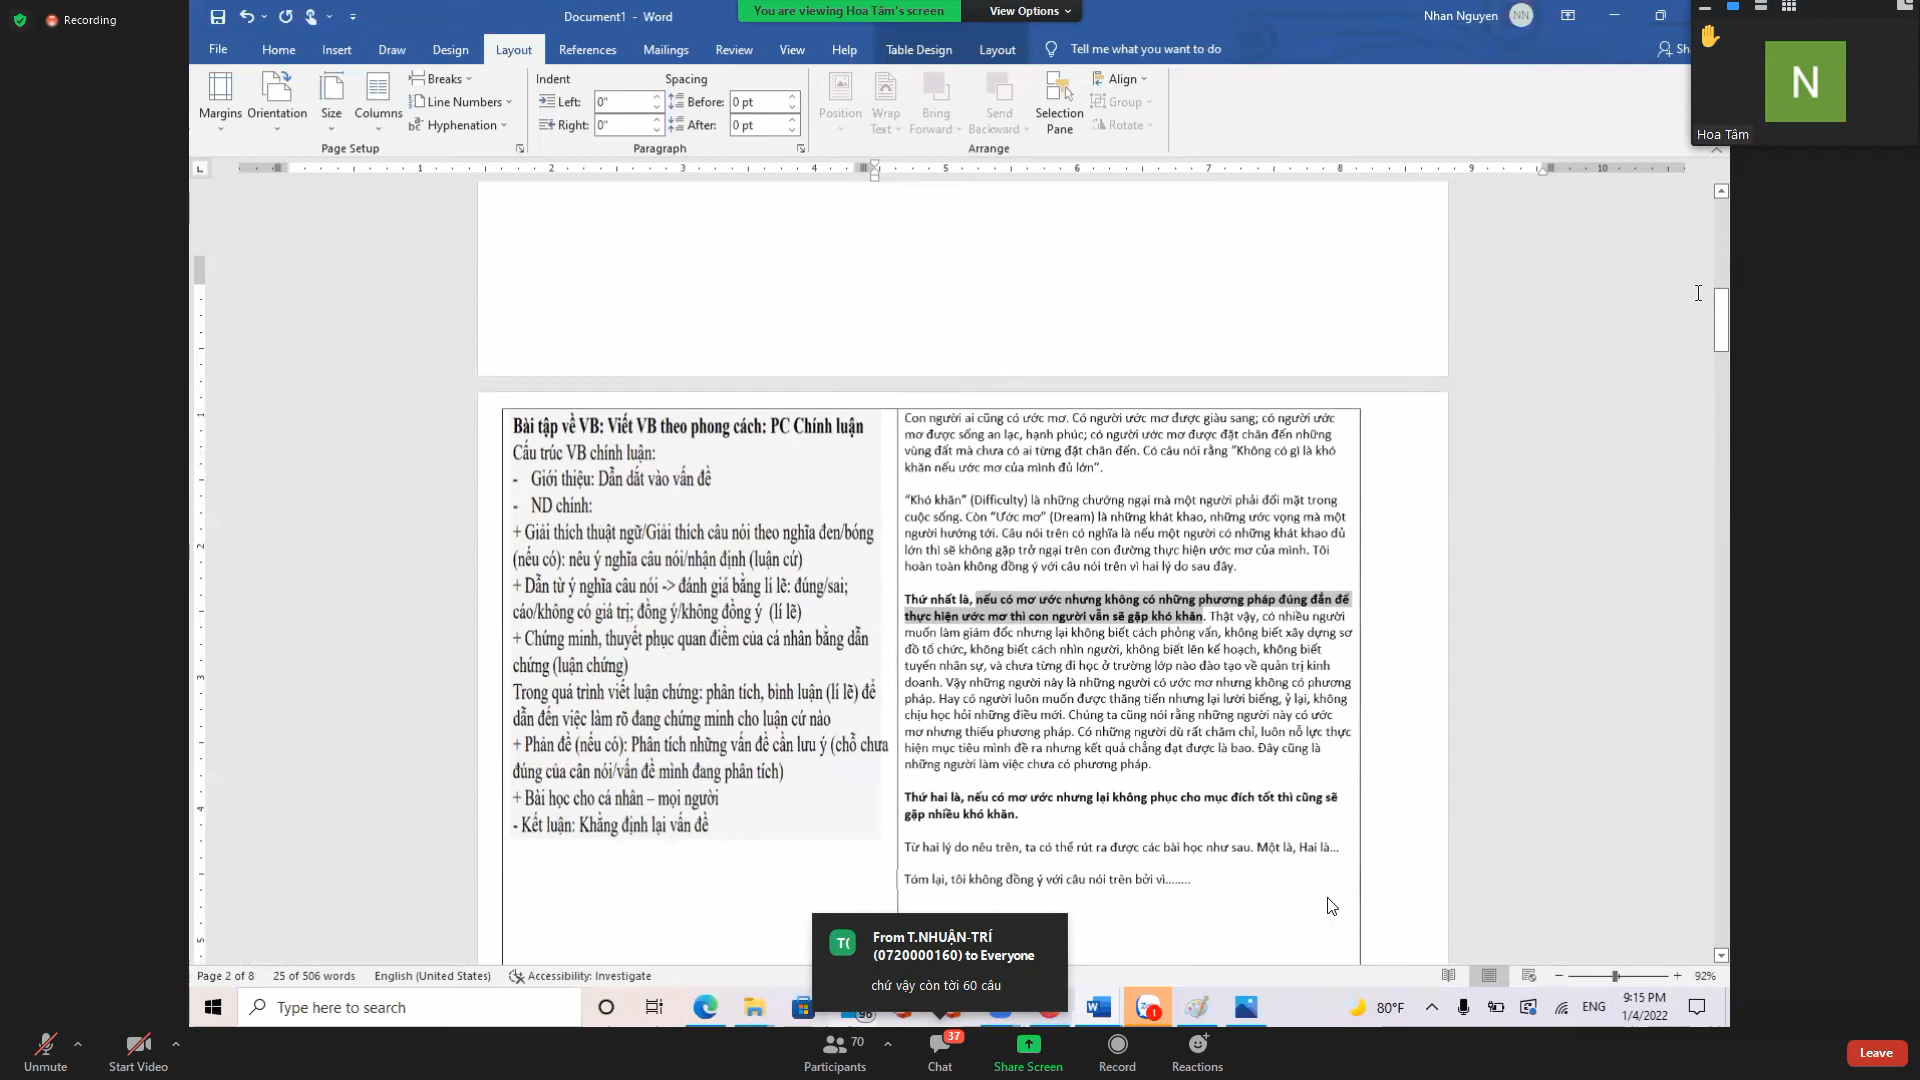 Recording
Document1 - Word
You are viewing Hoa Tâm's screen
View Options
Nhan Nguyen
NN
File
Home
Insert
Draw
Design
Layout
References
Mailings
Review
View
Help
Table Design
Layout
Tell me what you want to do
Sh
N
Hoa Tâm
Margins
Orientation
Size
Columns
Breaks
Line Numbers
Hyphenation
Page Setup
Indent
Left: 0"
Right: 0"
Spacing
Before: 0 pt
After: 0 pt
Paragraph
Position
Wrap Text
Bring Forward
Send Backward
Selection Pane
Align
Group
Rotate
Arrange
1 2 3 4 5 6 7 8 9 10
Bài tập về VB: Viết VB theo phong cách: PC Chính luận
Cấu trúc VB chính luận:
- Giới thiệu: Dẫn dắt vào vấn đề
- ND chính:
+ Giải thích thuật ngữ/Giải thích câu nói theo nghĩa đen/bóng
(nếu có): nêu ý nghĩa câu nói/nhận định (luận cứ)
+ Dẫn từ ý nghĩa câu nói -> đánh giá bằng lí lẽ: đúng/sai;
cáo/không có giá trị; đồng ý/không đồng ý (lí lẽ)
+ Chứng minh, thuyết phục quan điểm của cá nhân bằng dẫn
chứng (luận chứng)
Trong quá trình viết luận chứng: phân tích, bình luận (lí lẽ) để
dẫn đến việc làm rõ đang chứng minh cho luận cứ nào
+ Phản đề (nếu có): Phân tích những vấn đề cần lưu ý (chỗ chưa
đúng của cân nói/vấn đề mình đang phân tích)
+ Bài học cho cá nhân – mọi người
- Kết luận: Khẳng định lại vấn đề
Con người ai cũng có ước mơ. Có người ước mơ được giàu sang; có người ước
mơ được sống an lạc, hạnh phúc; có người ước mơ được đặt chân đến những
vùng đất mà chưa có ai từng đặt chân đến. Có câu nói rằng “Không có gì là khó
khăn nếu ước mơ của mình đủ lớn”.
“Khó khăn” (Difficulty) là những chướng ngại mà một người phải đối mặt trong
cuộc sống. Còn “Ước mơ” (Dream) là những khát khao, những ước vọng mà một
người hướng tới. Câu nói trên có nghĩa là nếu một người có những khát khao đủ
lớn thì sẽ không gặp trở ngại trên con đường thực hiện ước mơ của mình. Tôi
hoàn toàn không đồng ý với câu nói trên vì hai lý do sau đây.
Thứ nhất là, nếu có mơ ước nhưng không có những phương pháp đúng đắn để
thực hiện ước mơ thì con người vẫn sẽ gặp khó khăn. Thật vậy, có nhiều người
muốn làm giám đốc nhưng lại không biết cách phỏng vấn, không biết xây dựng sơ
đồ tổ chức, không biết cách nhìn người, không biết lên kế hoạch, không biết
tuyển nhân sự, và chưa từng đi học ở trường lớp nào đào tạo về quản trị kinh
doanh. Vậy những người này là những người có ước mơ nhưng không có phương
pháp. Hay có người luôn muốn được thăng tiến nhưng lại lười biếng, ỷ lại, không
chịu học hỏi những điều mới. Chúng ta cũng nói rằng những người này có ước
mơ nhưng thiếu phương pháp. Có những người dù rất chăm chỉ, luôn nỗ lực thực
hiện mục tiêu mình đề ra nhưng kết quả chẳng đạt được là bao. Đây cũng là
những người làm việc chưa có phương pháp.
Thứ hai là, nếu có mơ ước nhưng lại không phục cho mục đích tốt thì cũng sẽ
gặp nhiều khó khăn.
Từ hai lý do nêu trên, ta có thể rút ra được các bài học như sau. Một là, Hai là...
Tóm lại, tôi không đồng ý với câu nói trên bởi vì........
T(
From T.NHUẬN-TRÍ
(0720000160) to Everyone
chứ vậy còn tới 60 câu
Page 2 of 8
25 of 506 words
English (United States)
Accessibility: Investigate
92%
Type here to search
1
80°F
ENG
9:15 PM
1/4/2022
Unmute
Start Video
70
Participants
37
Chat
Share Screen
Record
Reactions
Leave